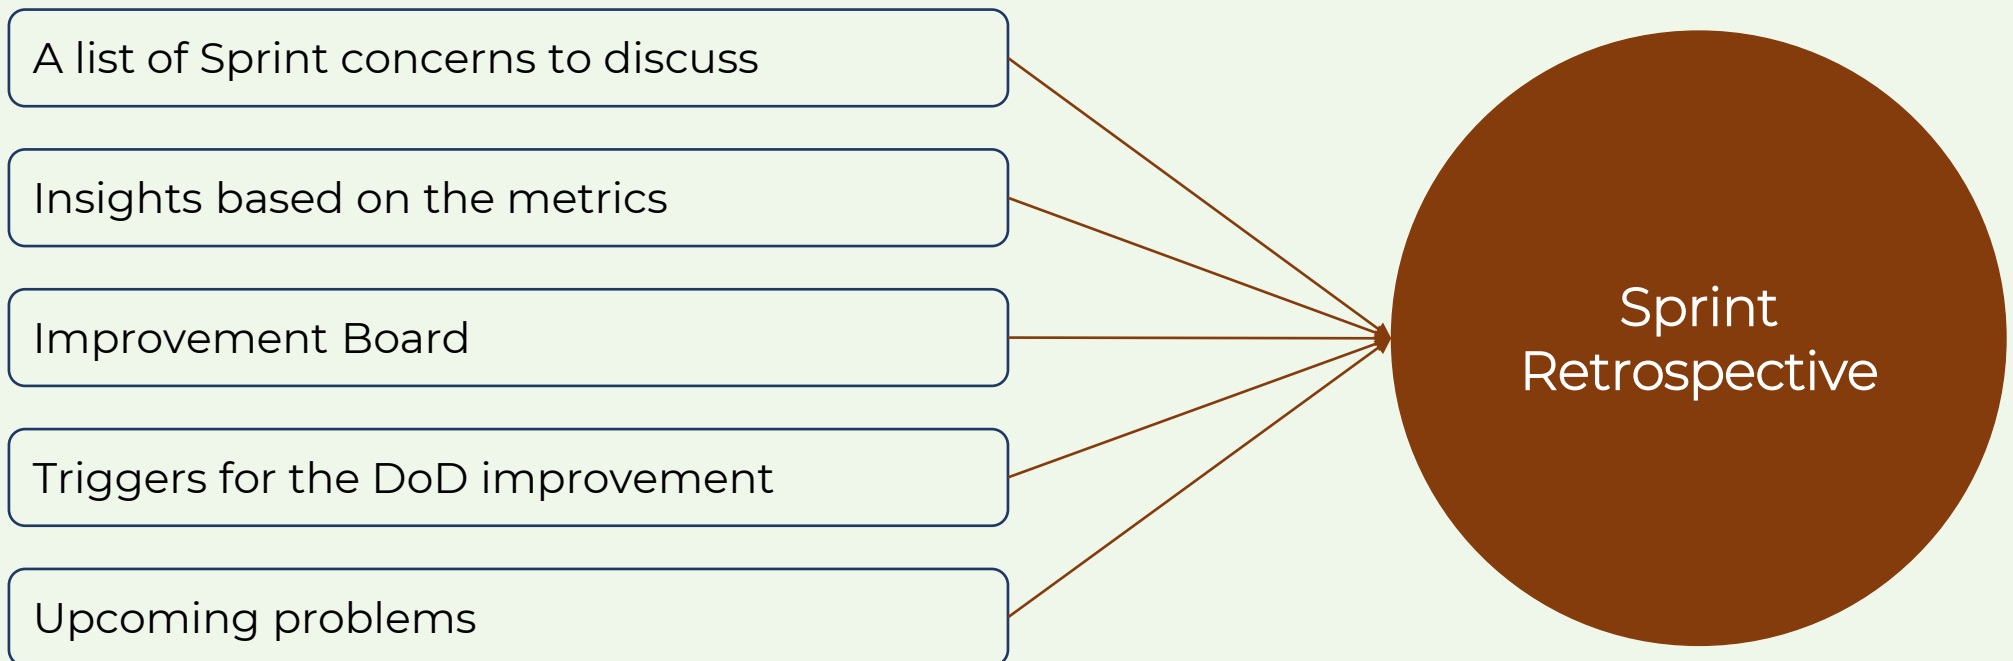 A list of Sprint concerns to discuss
Insights based on the metrics
Improvement Board
Triggers for the DoD improvement
Upcoming problems
Sprint
Retrospective